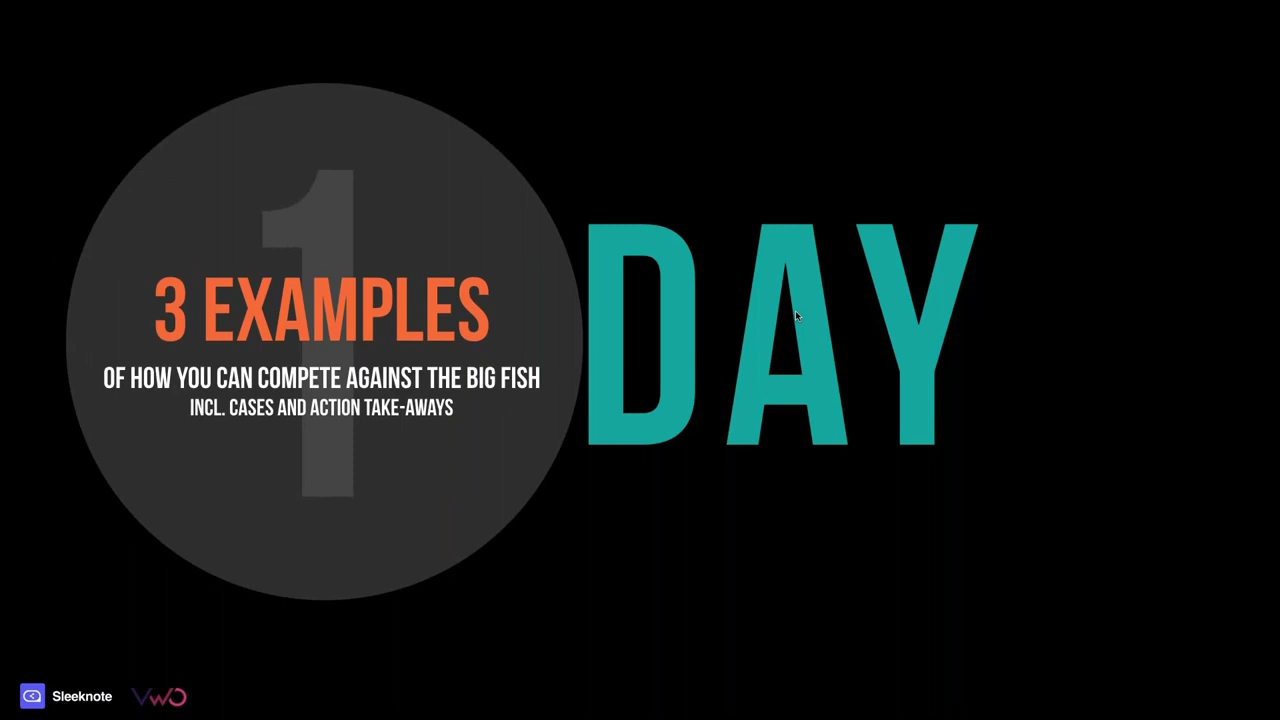 1
3 EXAMPLES
OF HOW YOU CAN COMPETE AGAINST THE BIG FISH
INCL. CASES AND ACTION TAKE-AWAYS
DAY
Sleeknote
VWO